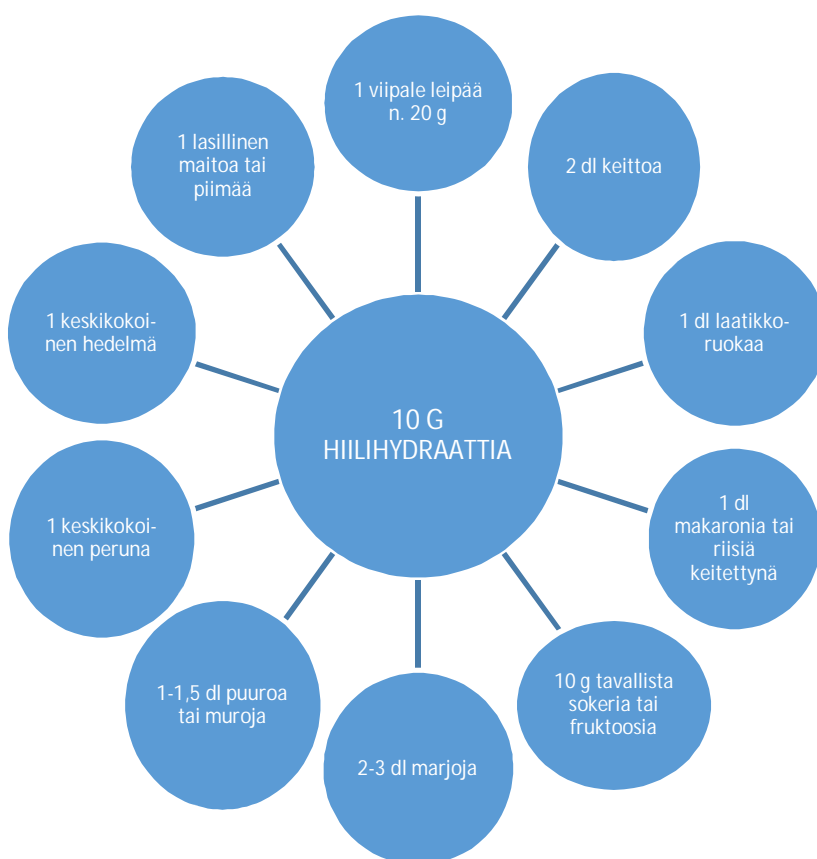 1 viipale leipää
n. 20 g
2 dl keittoa
1 dl laatikko-
ruokaa
1 dl
makaronia tai
riisiä
keitettynä
10 g tavallista
sokeria tai
fruktoosia
2-3 dl marjoja
1-1,5 dl puuroa
tai muroja
1 keskikokoi-
nen peruna
1 keskikokoi-
nen hedelmä
1 lasillinen
maitoa tai
piimää
10 G
HIILIHYDRAATTIA